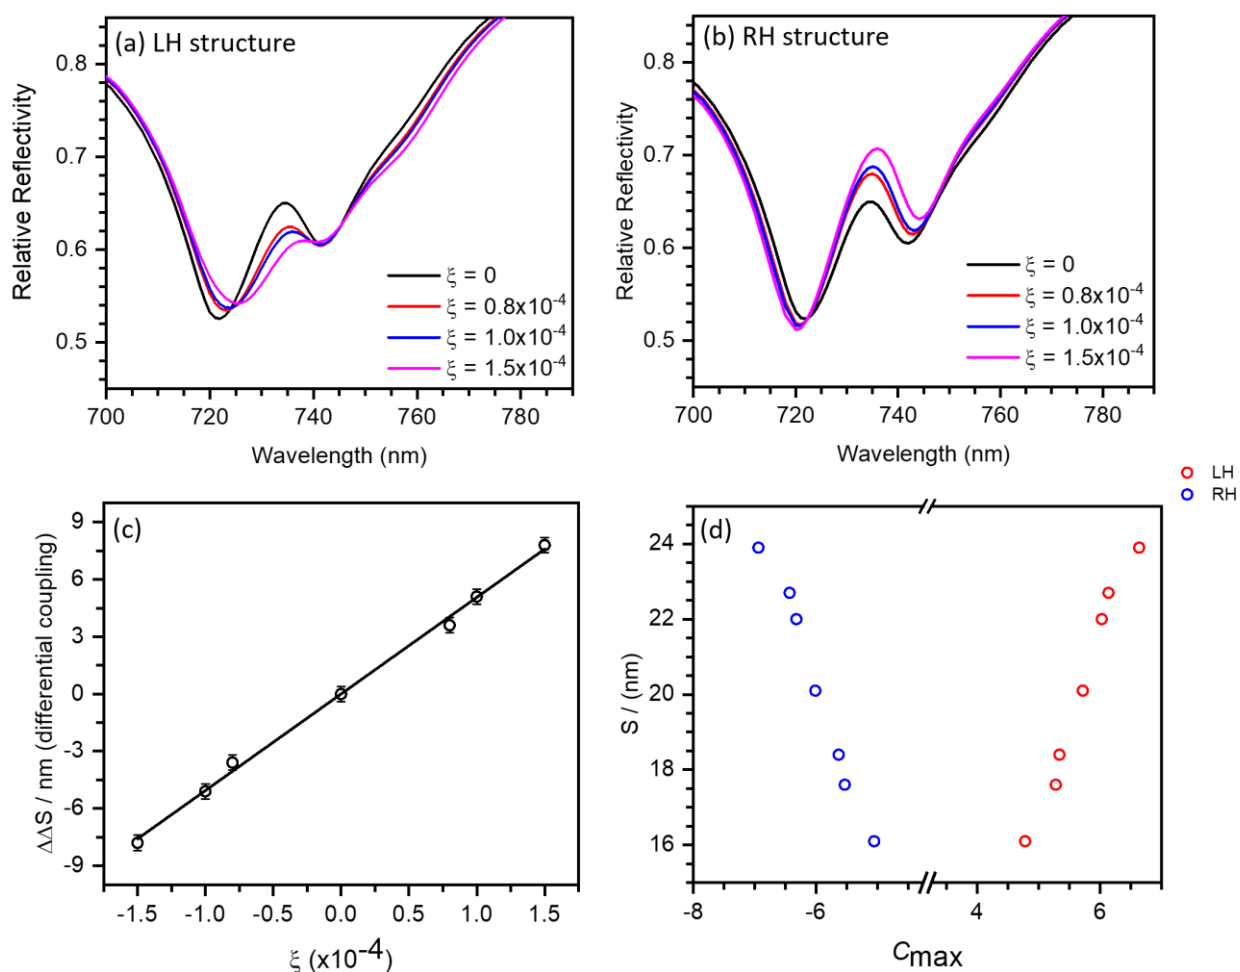 (a) LH structure
Relative Reflectivity
0.8
0.7
0.6
0.5
ξ = 0
ξ = 0.8x10-4
ξ = 1.0x10-4
ξ = 1.5x10-4
700 720 740 760 780
Wavelength (nm)
(b) RH structure
Relative Reflectivity
0.8
0.7
0.6
0.5
ξ = 0
ξ = 0.8x10-4
ξ = 1.0x10-4
ξ = 1.5x10-4
700 720 740 760 780
Wavelength (nm)
(c)
ΔΔS / nm (differential coupling)
9
6
3
0
-3
-6
-9
-1.5 -1.0 -0.5 0.0 0.5 1.0 1.5
ξ (x10-4)
LH
RH
(d)
S / (nm)
24
22
20
18
16
-8 -6 4 6
Cmax